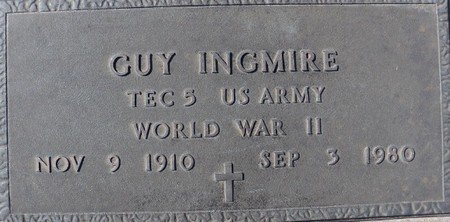 GUY INGMIRE
TEC 5 US ARMY
WORLD WAR II
NOV 9 1910 SEP 3 1980